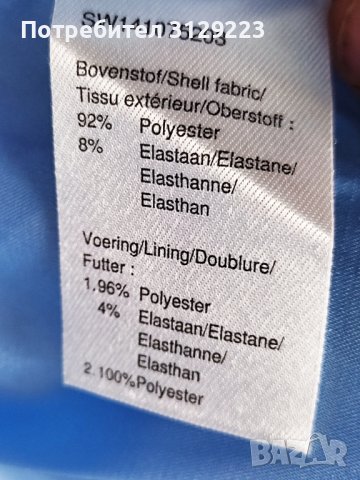 Потребител 3129223
Bovenstof/Shell fabric/
Tissu extérieur/Oberstoff :
92% Polyester
8% Elastaan/Elastane/
Elasthanne/
Elasthan
Voering/Lining/Doublure/
Futter :
1.96% Polyester
4% Elastaan/Elastane/
Elasthanne/
Elasthan
2.100%Polyester
BAZAR